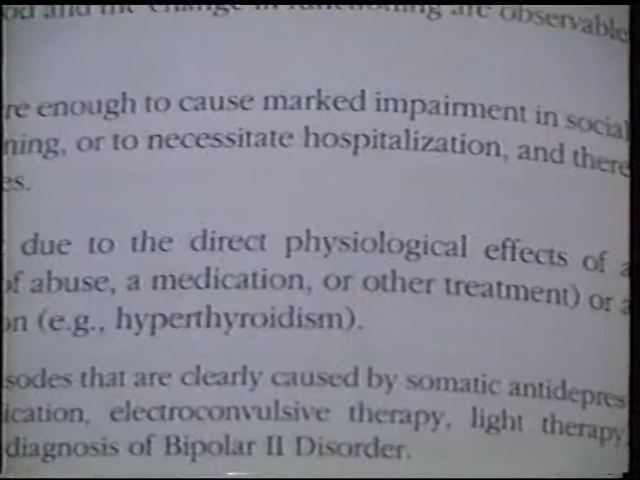 od and the change in functioning are observable
re enough to cause marked impairment in social
ning, or to necessitate hospitalization, and there
es.
due to the direct physiological effects of a
of abuse, a medication, or other treatment) or a
on (e.g., hyperthyroidism).
sodes that are clearly caused by somatic antidepres
ication, electroconvulsive therapy, light therapy,
diagnosis of Bipolar II Disorder.